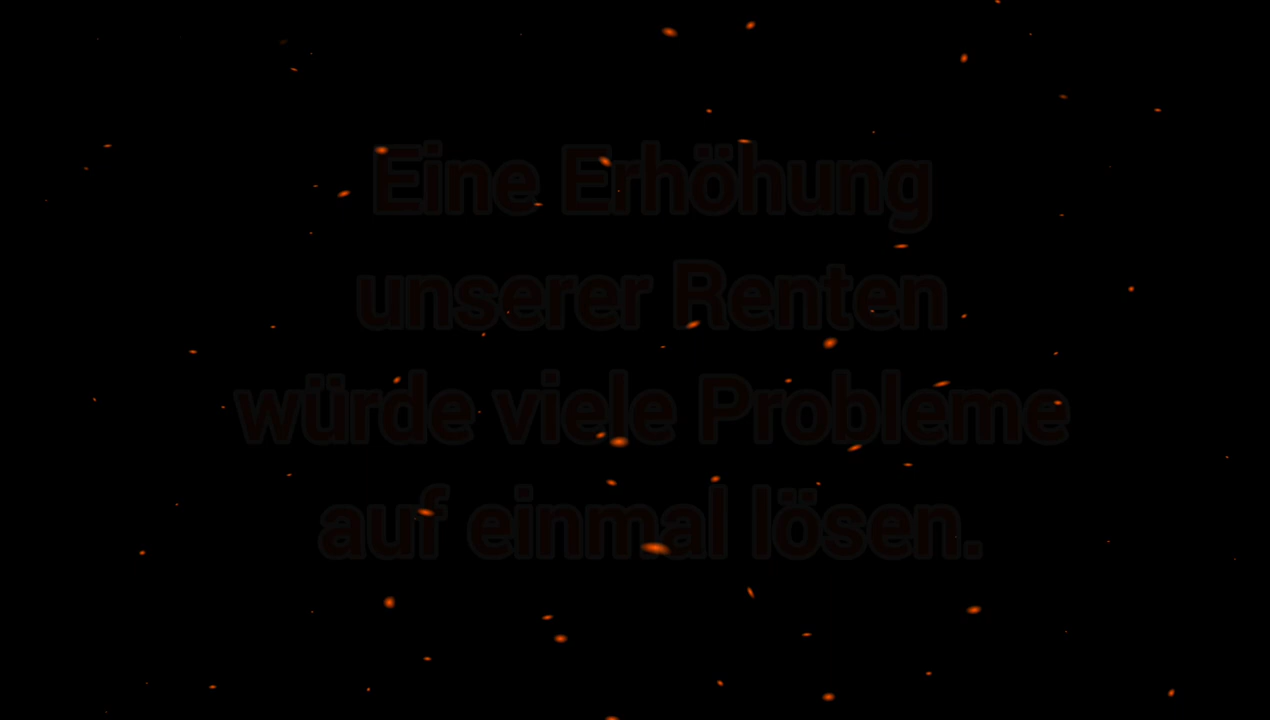 Eine Erhöhung
unserer Renten
würde viele Probleme
auf einmal lösen.